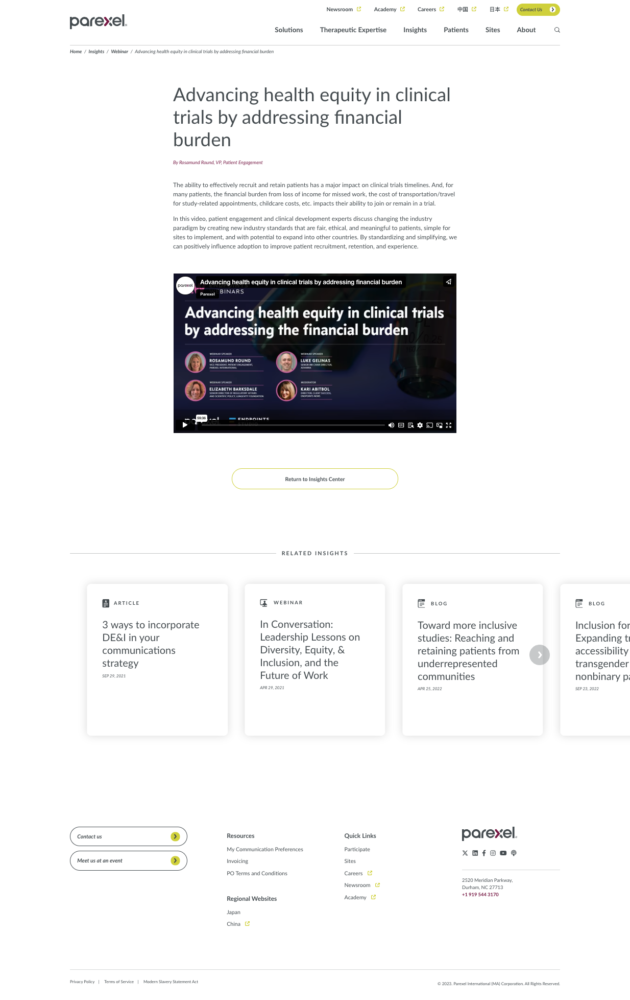 Newsroom Academy Careers 中国 日本 Contact Us
parexel
Solutions Therapeutic Expertise Insights Patients Sites About
Home / Insights / Webinar / Advancing health equity in clinical trials by addressing financial burden
Advancing health equity in clinical
trials by addressing financial
burden
By Rosamund Round, VP, Patient Engagement
The ability to effectively recruit and retain patients has a major impact on clinical trials timelines. And, for
many patients, the financial burden from loss of income for missed work, the cost of transportation/travel
for study-related appointments, childcare costs, etc. impacts their ability to join or remain in a trial.
In this video, patient engagement and clinical development experts discuss changing the industry
paradigm by creating new industry standards that are fair, ethical, and meaningful to patients, simple for
sites to implement, and with potential to expand into other countries. By standardizing and simplifying, we
can positively influence adoption to improve patient recruitment, retention, and experience.
parexel
Advancing health equity in clinical trials by addressing financial burden
Parexel
Advancing health equity in clinical trials
by addressing the financial burden
WEBINAR SPEAKER
ROSAMUND ROUND
VICE PRESIDENT, PATIENT ENGAGEMENT,
PAREXEL INTERNATIONAL
WEBINAR SPEAKER
LUKE GELINAS
SENIOR IRB CHAIR DIRECTOR,
ADVARRA
WEBINAR SPEAKER
ELIZABETH BARKSDALE
SENIOR DIRECTOR OF REGULATORY AFFAIRS
AND SCIENTIFIC POLICY, LUNGEVITY FOUNDATION
MODERATOR
KARI ABITBOL
DIRECTOR, CLIENT SUCCESS,
ENDPOINTS NEWS
59:36
Return to Insights Center
RELATED INSIGHTS
ARTICLE
3 ways to incorporate
DE&I in your
communications
strategy
SEP 29, 2021
WEBINAR
In Conversation:
Leadership Lessons on
Diversity, Equity, &
Inclusion, and the
Future of Work
APR 29, 2021
BLOG
Toward more inclusive
studies: Reaching and
retaining patients from
underrepresented
communities
APR 25, 2022
BLOG
Inclusion for
Expanding tr
accessibility
transgender
nonbinary pa
SEP 23, 2022
Contact us
Meet us at an event
Resources
My Communication Preferences
Invoicing
PO Terms and Conditions
Regional Websites
Japan
China
Quick Links
Participate
Sites
Careers
Newsroom
Academy
parexel
2520 Meridian Parkway,
Durham, NC 27713
+1 919 544 3170
Privacy Policy | Terms of Service | Modern Slavery Statement Act
© 2023. Parexel International (MA) Corporation. All Rights Reserved.